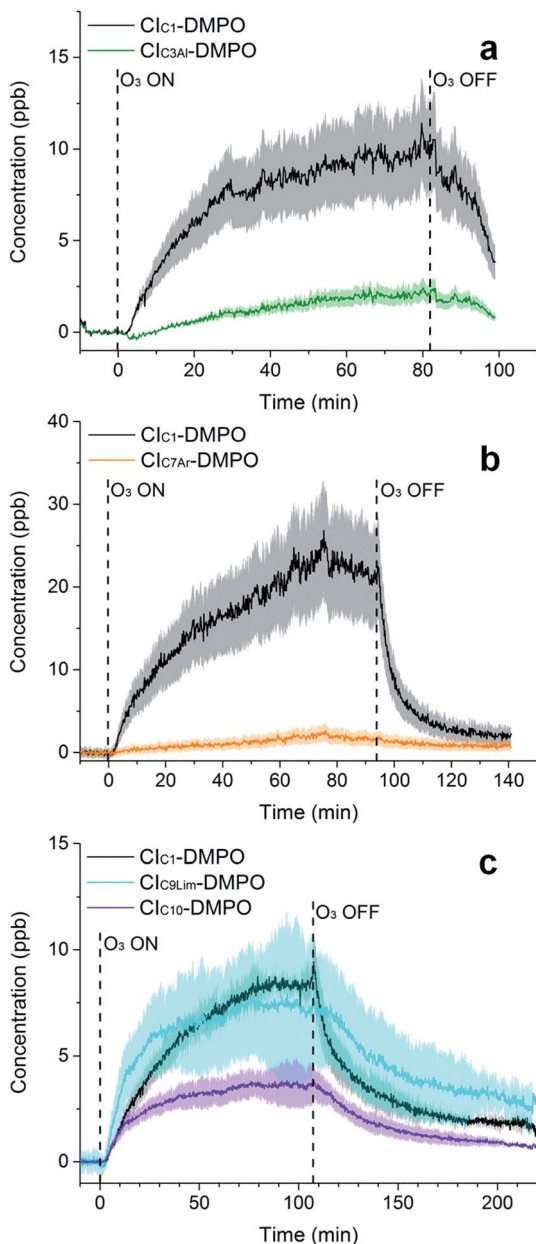 CIC1-DMPO
CIC3Al-DMPO
a
O3 ON
O3 OFF
15
10
5
0
Concentration (ppb)
0 20 40 60 80 100
Time (min)
CIC1-DMPO
CIC7Ar-DMPO
b
O3 ON
O3 OFF
40
30
20
10
0
Concentration (ppb)
0 20 40 60 80 100 120 140
Time (min)
CIC1-DMPO
CIC9Lim-DMPO
CIC10-DMPO
c
O3 ON
O3 OFF
15
10
5
0
Concentration (ppb)
0 50 100 150 200
Time (min)